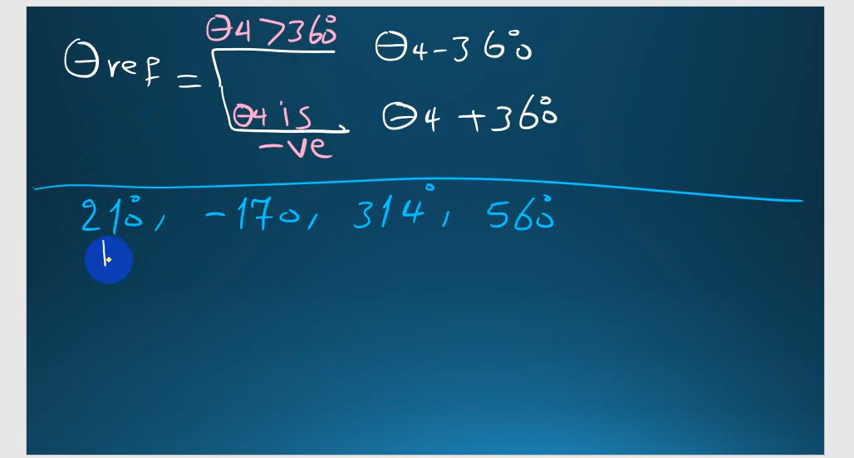 θ4>360°
θref = θ4-360°
θ4 is
-ve θ4 +360°
210°, -170, 314°, 560°